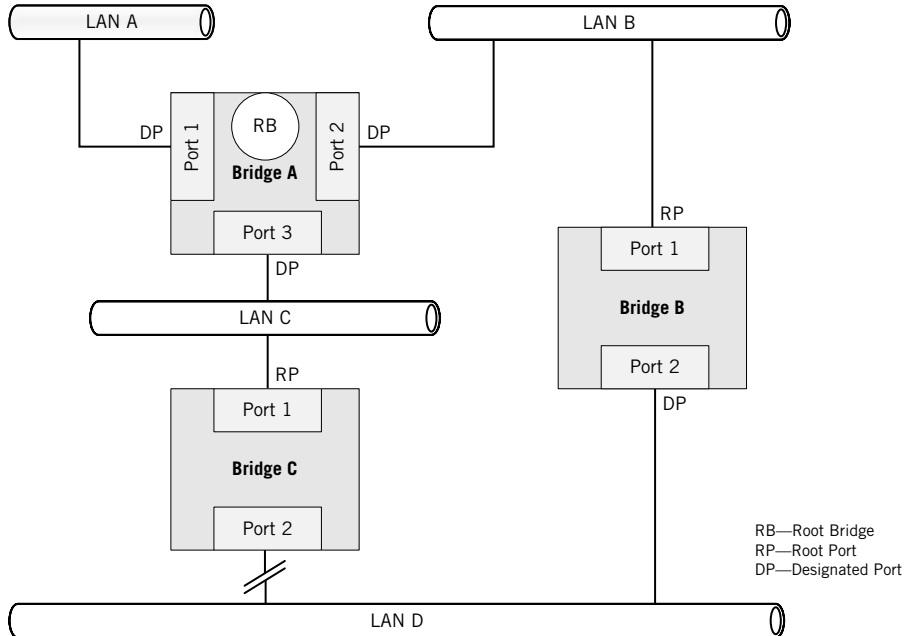 LAN A
LAN B
DP
Port 1
RB
Port 2
DP
Bridge A
Port 3
DP
RP
Port 1
Bridge B
Port 2
DP
LAN C
RP
Port 1
Bridge C
Port 2
RB—Root Bridge
RP—Root Port
DP—Designated Port
LAN D